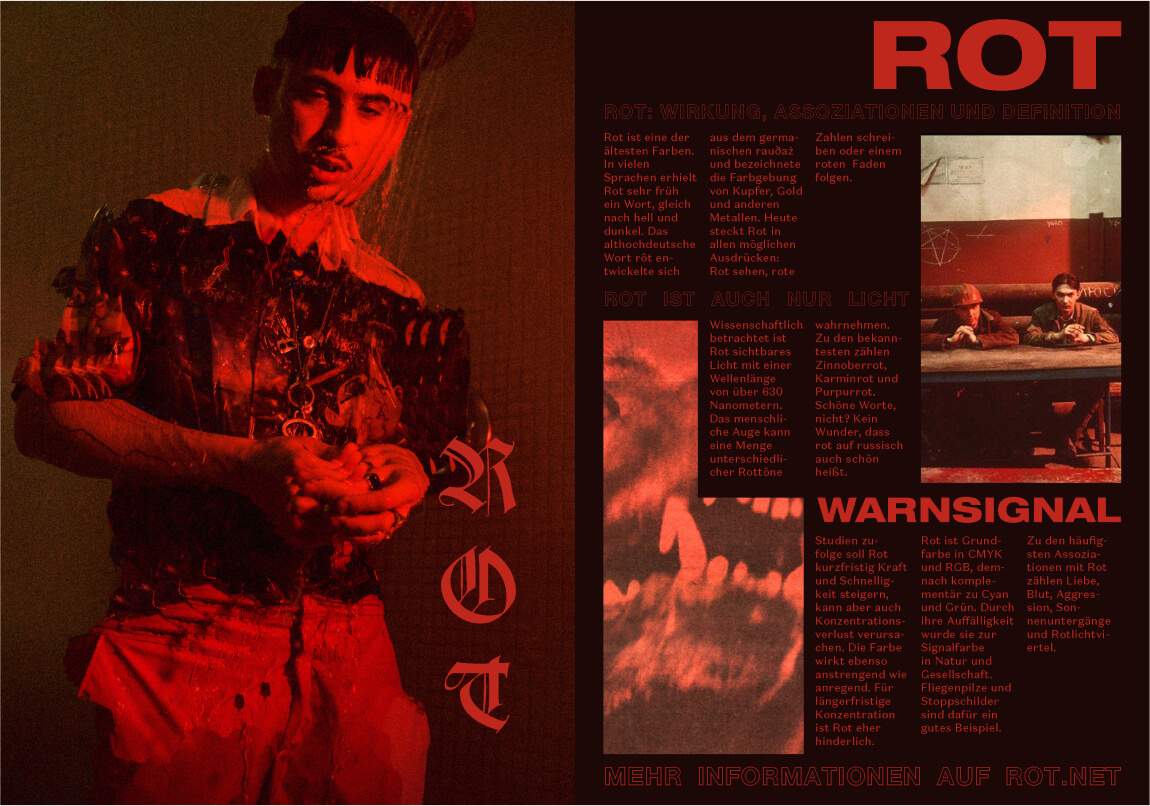 R
O
T
ROT
ROT: WIRKUNG, ASSOZIATIONEN UND DEFINITION
Rot ist eine der
ältesten Farben.
In vielen
Sprachen erhielt
Rot sehr früh
ein Wort, gleich
nach hell und
dunkel. Das
althochdeutsche
Wort rôt en-
twickelte sich
aus dem germa-
nischen rauðaż
und bezeichnete
die Farbgebung
von Kupfer, Gold
und anderen
Metallen. Heute
steckt Rot in
allen möglichen
Ausdrücken:
Rot sehen, rote
Zahlen schrei-
ben oder einem
roten Faden
folgen.
ROT IST AUCH NUR LICHT
Wissenschaftlich
betrachtet ist
Rot sichtbares
Licht mit einer
Wellenlänge
von über 630
Nanometern.
Das menschli-
che Auge kann
eine Menge
unterschiedli-
cher Rottöne
wahrnehmen.
Zu den bekann-
testen zählen
Zinnoberrot,
Karminrot und
Purpurrot.
Schöne Worte,
nicht? Kein
Wunder, dass
rot auf russisch
auch schön
heißt.
WARNSIGNAL
Studien zu-
folge soll Rot
kurzfristig Kraft
und Schnellig-
keit steigern,
kann aber auch
Konzentrations-
verlust verursa-
chen. Die Farbe
wirkt ebenso
anstrengend wie
anregend. Für
längerfristige
Konzentration
ist Rot eher
hinderlich.
Rot ist Grund-
farbe in CMYK
und RGB, dem-
nach komple-
mentär zu Cyan
und Grün. Durch
ihre Auffälligkeit
wurde sie zur
Signalfarbe
in Natur und
Gesellschaft.
Fliegenpilze und
Stoppschilder
sind dafür ein
gutes Beispiel.
Zu den häufig-
sten Assozia-
tionen mit Rot
zählen Liebe,
Blut, Aggres-
sion, Son-
nenuntergänge
und Rotlichtvi-
ertel.
MEHR INFORMATIONEN AUF ROT.NET